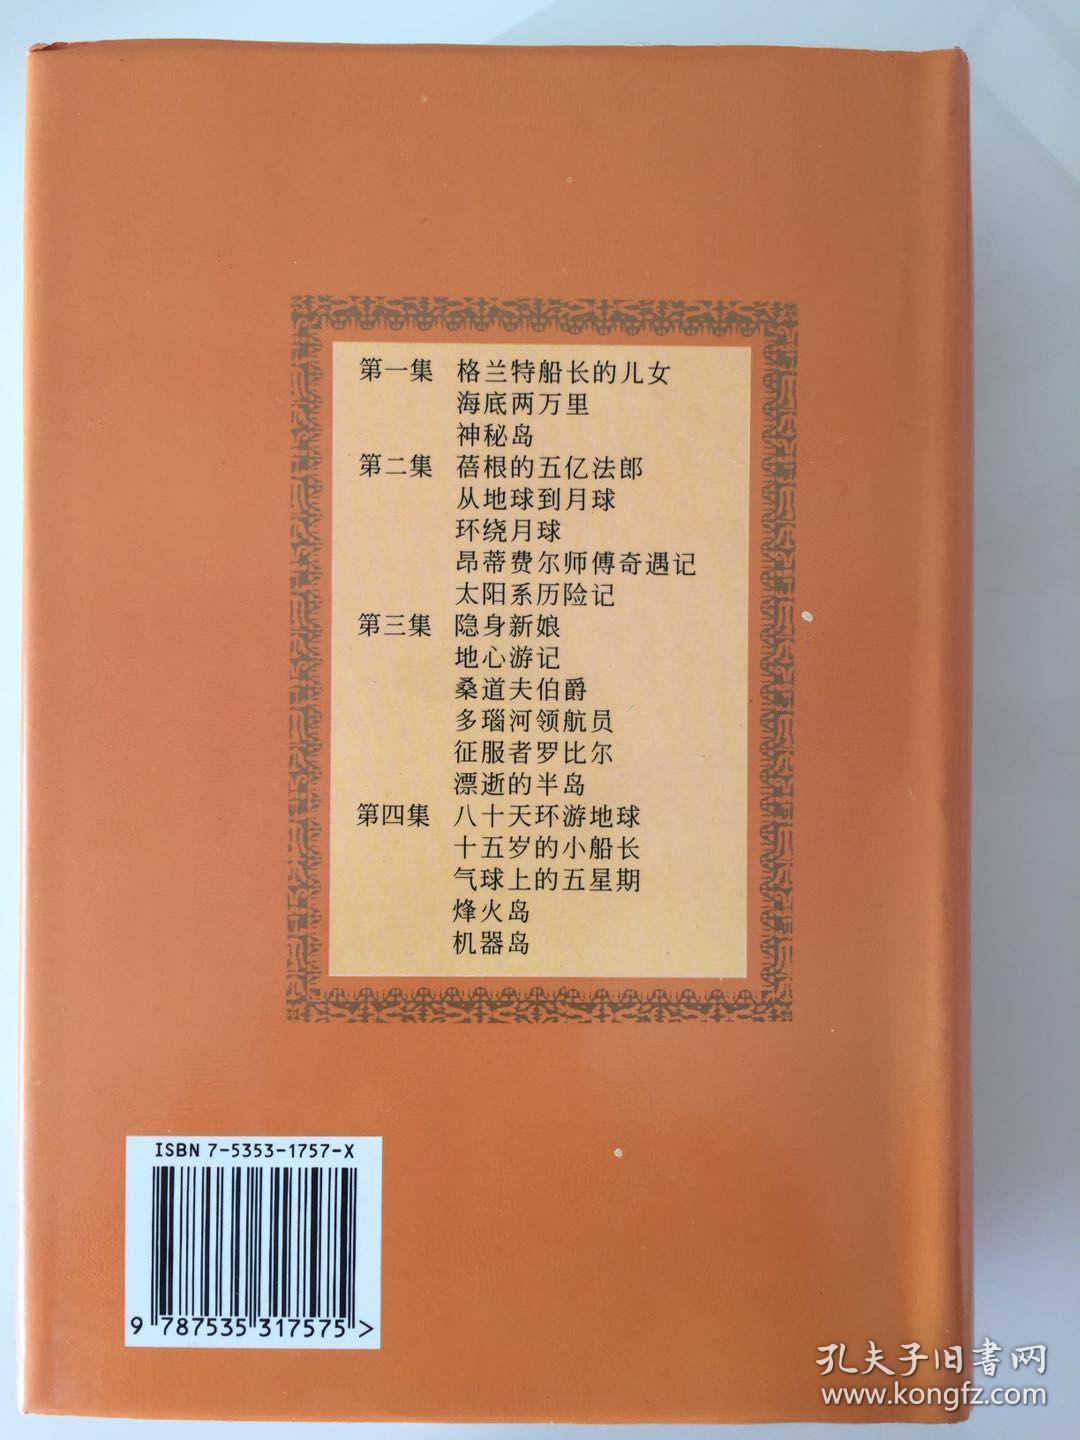 第一集 格兰特船长的儿女
海底两万里
神秘岛
第二集 蓓根的五亿法郎
从地球到月球
环绕月球
昂蒂费尔师傅奇遇记
太阳系历险记
第三集 隐身新娘
地心游记
桑道夫伯爵
多瑙河领航员
征服者罗比尔
漂逝的半岛
第四集 八十天环游地球
十五岁的小船长
气球上的五星期
烽火岛
机器岛
ISBN 7-5353-1757-X
9 787535 317575 >
孔夫子旧書网
www.kongfz.com